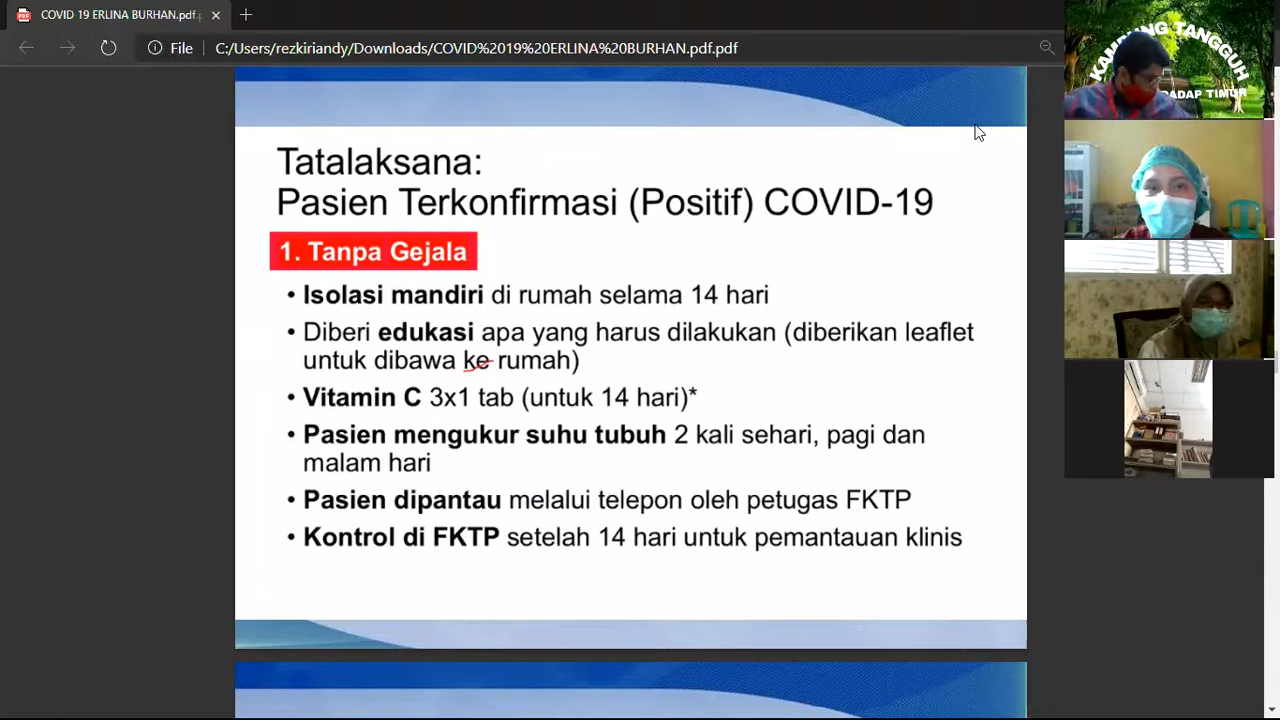 COVID 19 ERLINA BURHAN.pdf.p
File
C:/Users/rezkiriandy/Downloads/COVID%2019%20ERLINA%20BURHAN.pdf.pdf
Tatalaksana:
Pasien Terkonfirmasi (Positif) COVID-19
1. Tanpa Gejala
• Isolasi mandiri di rumah selama 14 hari
• Diberi edukasi apa yang harus dilakukan (diberikan leaflet
untuk dibawa ke rumah)
• Vitamin C 3x1 tab (untuk 14 hari)*
• Pasien mengukur suhu tubuh 2 kali sehari, pagi dan
malam hari
• Pasien dipantau melalui telepon oleh petugas FKTP
• Kontrol di FKTP setelah 14 hari untuk pemantauan klinis
KAMPUNG TANGGUH
ADAP TIMUR